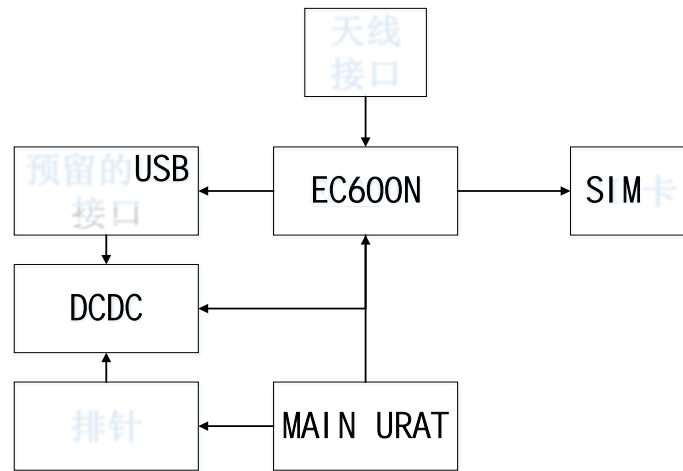 天线
接口
预留的USB
接口
EC600N
SIM卡
DCDC
排针
MAIN URAT